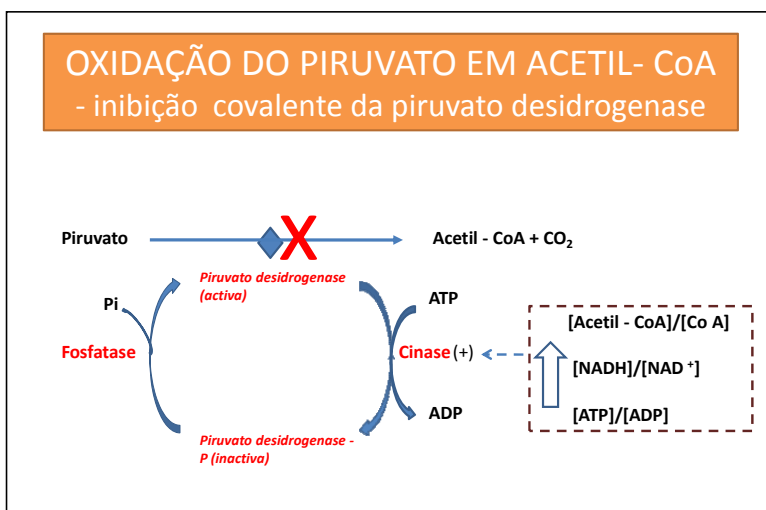 OXIDAÇÃO DO PIRUVATO EM ACETIL- CoA
- inibição covalente da piruvato desidrogenase
Piruvato
X
Acetil - CoA + CO₂
Piruvato desidrogenase
(activa)
Pi
ATP
Fosfatase
Cinase (+)
[Acetil - CoA]/[Co A]
[NADH]/[NAD ⁺]
[ATP]/[ADP]
ADP
Piruvato desidrogenase -
P (inactiva)